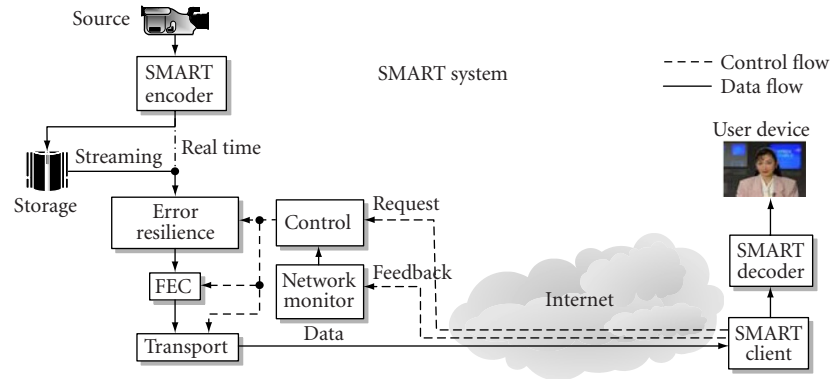 Source
SMART
encoder
SMART system
Control flow
Data flow
User device
Streaming
Real time
Storage
Error
resilience
Control
Request
FEC
Network
monitor
Feedback
Internet
SMART
decoder
Transport
Data
SMART
client